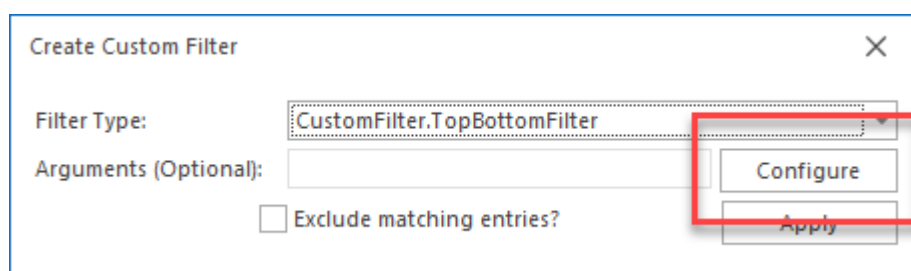 Create Custom Filter
Filter Type:
CustomFilter.TopBottomFilter
Arguments (Optional):
Configure
Exclude matching entries?
Apply